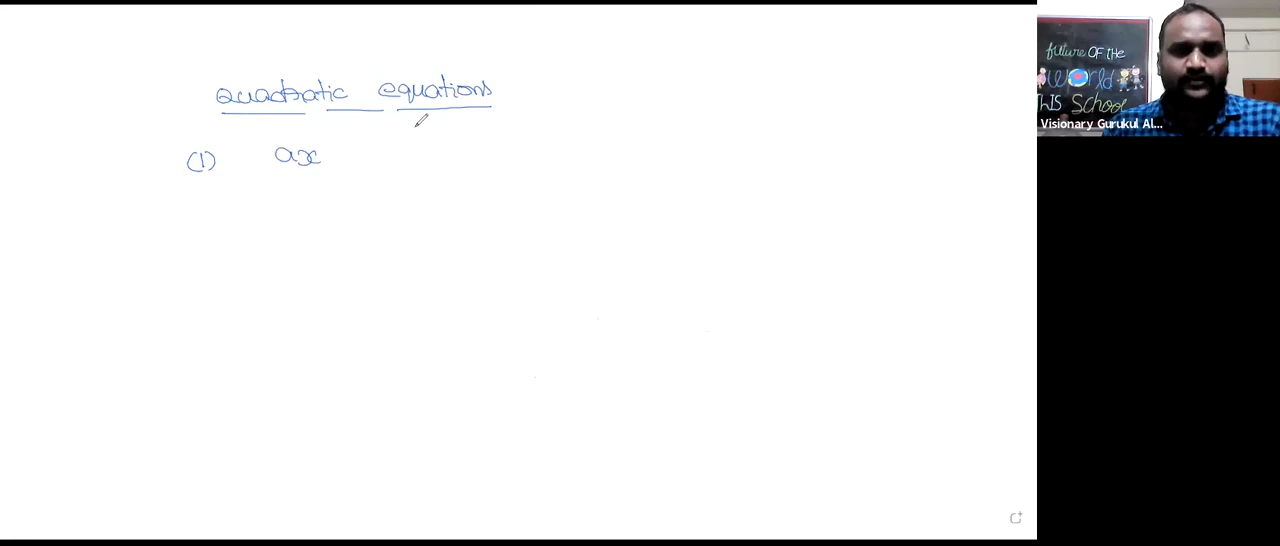 quadratic equations
(1) ax
future OF tHe
world
tHIS School
Visionary Gurukul Al...